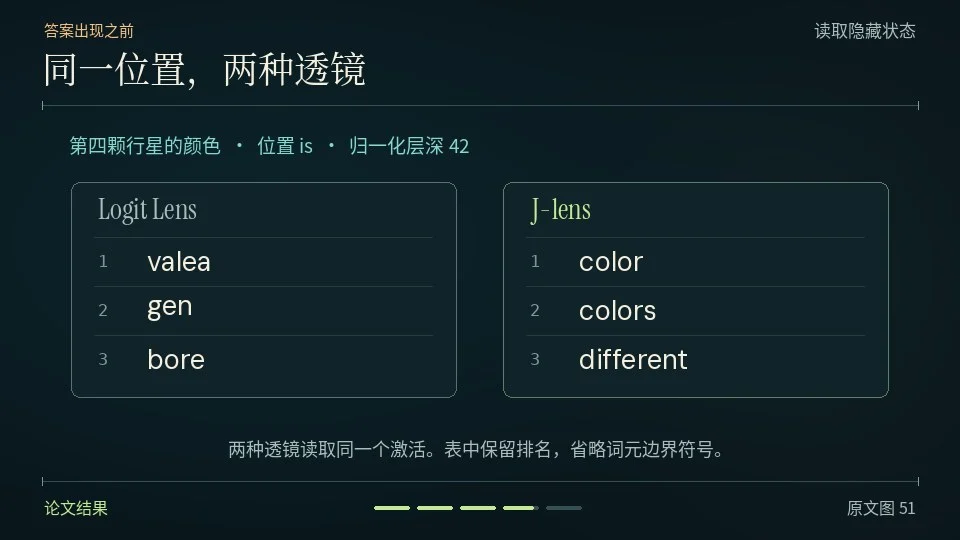 答案出现之前
读取隐藏状态
同一位置，两种透镜
第四颗行星的颜色 · 位置 is · 归一化层深 42
Logit Lens
1 valea
2 gen
3 bore
J-lens
1 color
2 colors
3 different
两种透镜读取同一个激活。表中保留排名，省略词元边界符号。
论文结果
原文图 51